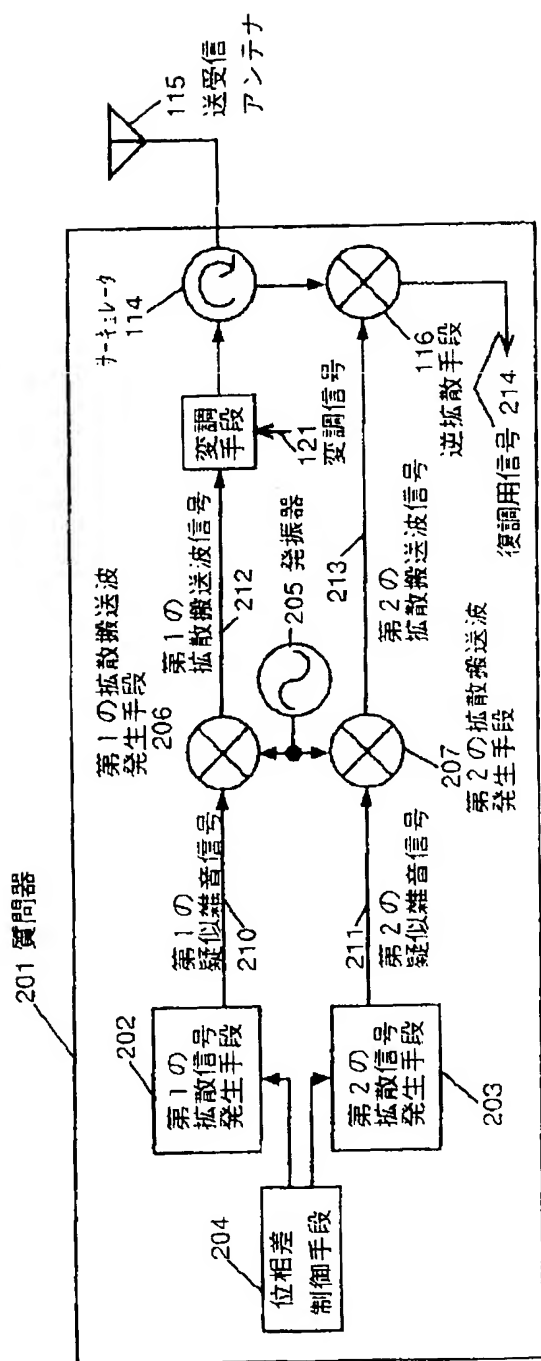 201 質問器
204
位相差
制御手段
202
第1の
拡散信号
発生手段
第2の
拡散信号
発生手段
203
第1の
疑似雑音信号
210
211
第2の
疑似雑音信号
第1の拡散搬送波
発生手段
206
205 発振器
207
第2の拡散搬送波
発生手段
第1の
拡散搬送波信号
212
213
第2の
拡散搬送波信号
変調
手段
121
変調信号
サーキュレータ
114
115
送受信
アンテナ
116
逆拡散手段
復調用信号 214